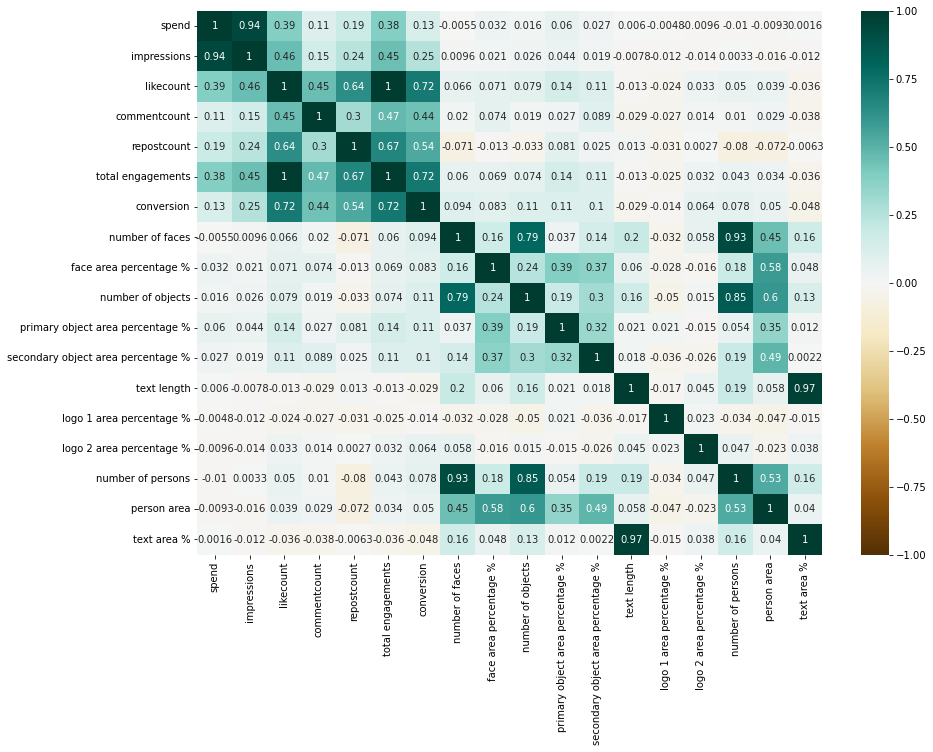 spend 1 0.94 0.39 0.11 0.19 0.38 0.13 -0.0055 0.032 0.016 0.06 0.027 0.006 -0.0048 -0.0096 -0.01 -0.0093 0.0016
impressions 0.94 1 0.46 0.15 0.24 0.45 0.25 0.0096 0.021 0.026 0.044 0.019 -0.0078 -0.012 -0.014 0.0033 -0.016 -0.012
likecount 0.39 0.46 1 0.45 0.64 1 0.72 0.066 0.071 0.079 0.14 0.11 -0.013 -0.024 0.033 0.05 0.039 -0.036
commentcount 0.11 0.15 0.45 1 0.3 0.47 0.44 0.02 0.074 0.019 0.027 0.089 -0.029 -0.027 0.014 0.01 0.029 -0.038
repostcount 0.19 0.24 0.64 0.3 1 0.67 0.54 -0.071 -0.013 -0.033 0.081 0.025 0.013 -0.031 0.0027 -0.08 -0.072 -0.0063
total engagements 0.38 0.45 1 0.47 0.67 1 0.72 0.06 0.069 0.074 0.14 0.11 -0.013 -0.025 0.032 0.043 0.034 -0.036
conversion 0.13 0.25 0.72 0.44 0.54 0.72 1 0.094 0.083 0.11 0.11 0.1 -0.029 -0.014 0.064 0.078 0.05 -0.048
number of faces -0.0055 0.0096 0.066 0.02 -0.071 0.06 0.094 1 0.16 0.79 0.037 0.14 0.2 -0.032 0.058 0.93 0.45 0.16
face area percentage % 0.032 0.021 0.071 0.074 -0.013 0.069 0.083 0.16 1 0.24 0.39 0.37 0.06 -0.028 -0.016 0.18 0.58 0.048
number of objects 0.016 0.026 0.079 0.019 -0.033 0.074 0.11 0.79 0.24 1 0.19 0.3 0.16 -0.05 0.015 0.85 0.6 0.13
primary object area percentage % 0.06 0.044 0.14 0.027 0.081 0.14 0.11 0.037 0.39 0.19 1 0.32 0.021 0.021 -0.015 0.054 0.35 0.012
secondary object area percentage % 0.027 0.019 0.11 0.089 0.025 0.11 0.1 0.14 0.37 0.3 0.32 1 0.018 -0.036 -0.026 0.19 0.49 0.0022
text length 0.006 -0.0078 -0.013 -0.029 0.013 -0.013 -0.029 0.2 0.06 0.16 0.021 0.018 1 -0.017 0.045 0.19 0.058 0.97
logo 1 area percentage % -0.0048 -0.012 -0.024 -0.027 -0.031 -0.025 -0.014 -0.032 -0.028 -0.05 0.021 -0.036 -0.017 1 0.023 -0.034 -0.047 -0.015
logo 2 area percentage % -0.0096 -0.014 0.033 0.014 0.0027 0.032 0.064 0.058 -0.016 0.015 -0.015 -0.026 0.045 0.023 1 0.047 -0.023 0.038
number of persons -0.01 0.0033 0.05 0.01 -0.08 0.043 0.078 0.93 0.18 0.85 0.054 0.19 0.19 -0.034 0.047 1 0.53 0.16
person area -0.0093 -0.016 0.039 0.029 -0.072 0.034 0.05 0.45 0.58 0.6 0.35 0.49 0.058 -0.047 -0.023 0.53 1 0.04
text area % -0.0016 -0.012 -0.036 -0.038 -0.0063 -0.036 -0.048 0.16 0.048 0.13 0.012 0.0022 0.97 -0.015 0.038 0.16 0.04 1
spend
impressions
likecount
commentcount
repostcount
total engagements
conversion
number of faces
face area percentage %
number of objects
primary object area percentage %
secondary object area percentage %
text length
logo 1 area percentage %
logo 2 area percentage %
number of persons
person area
text area %
1.00
0.75
0.50
0.25
0.00
−0.25
−0.50
−0.75
−1.00